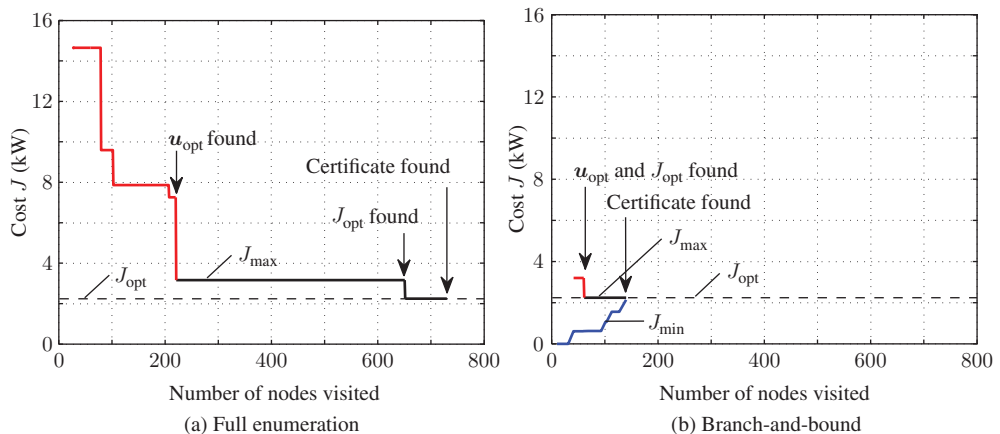 16
12
8
4
0
0
200
400
600
800
Cost J (kW)
Number of nodes visited
u_opt found
Certificate found
J_opt found
J_max
J_opt
(a) Full enumeration
16
12
8
4
0
0
200
400
600
800
Cost J (kW)
Number of nodes visited
u_opt and J_opt found
Certificate found
J_max
J_opt
J_min
(b) Branch-and-bound